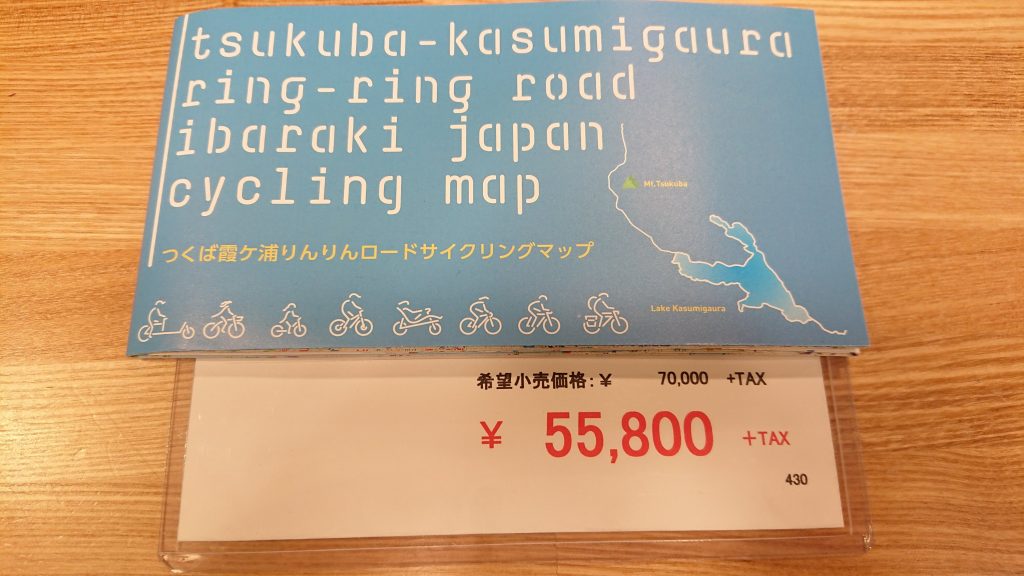 tsukuba-kasumigaura
ring-ring road
ibaraki japan
cycling map
Mt.Tsukuba
つくば霞ケ浦りんりんロードサイクリングマップ
Lake Kasumigaura
希望小売価格:¥ 70,000 +TAX
¥ 55,800 +TAX
430